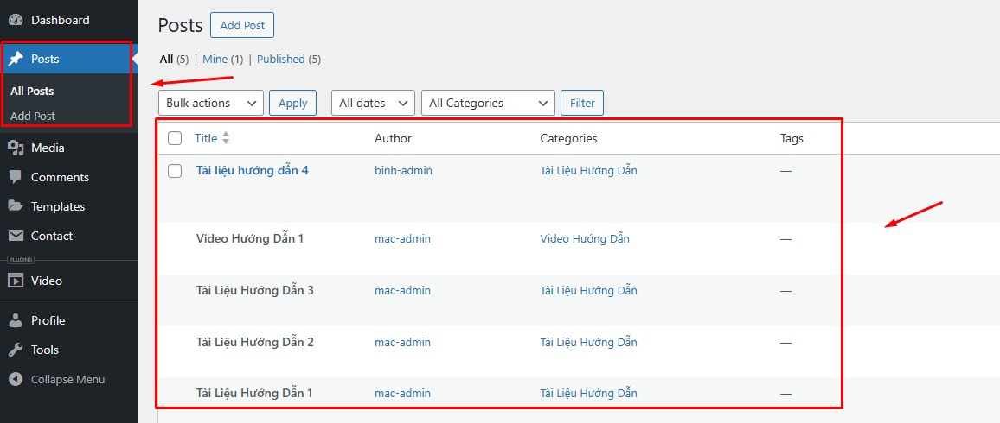 Dashboard
Posts
All Posts
Add Post
Media
Comments
Templates
Contact
PLUGINS
Video
Profile
Tools
Collapse Menu
Posts Add Post
All (5) | Mine (1) | Published (5)
Bulk actions Apply All dates All Categories Filter
Title Author Categories Tags
Tài liệu hướng dẫn 4 binh-admin Tài Liệu Hướng Dẫn —
Video Hướng Dẫn 1 mac-admin Video Hướng Dẫn —
Tài Liệu Hướng Dẫn 3 mac-admin Tài Liệu Hướng Dẫn —
Tài Liệu Hướng Dẫn 2 mac-admin Tài Liệu Hướng Dẫn —
Tài Liệu Hướng Dẫn 1 mac-admin Tài Liệu Hướng Dẫn —